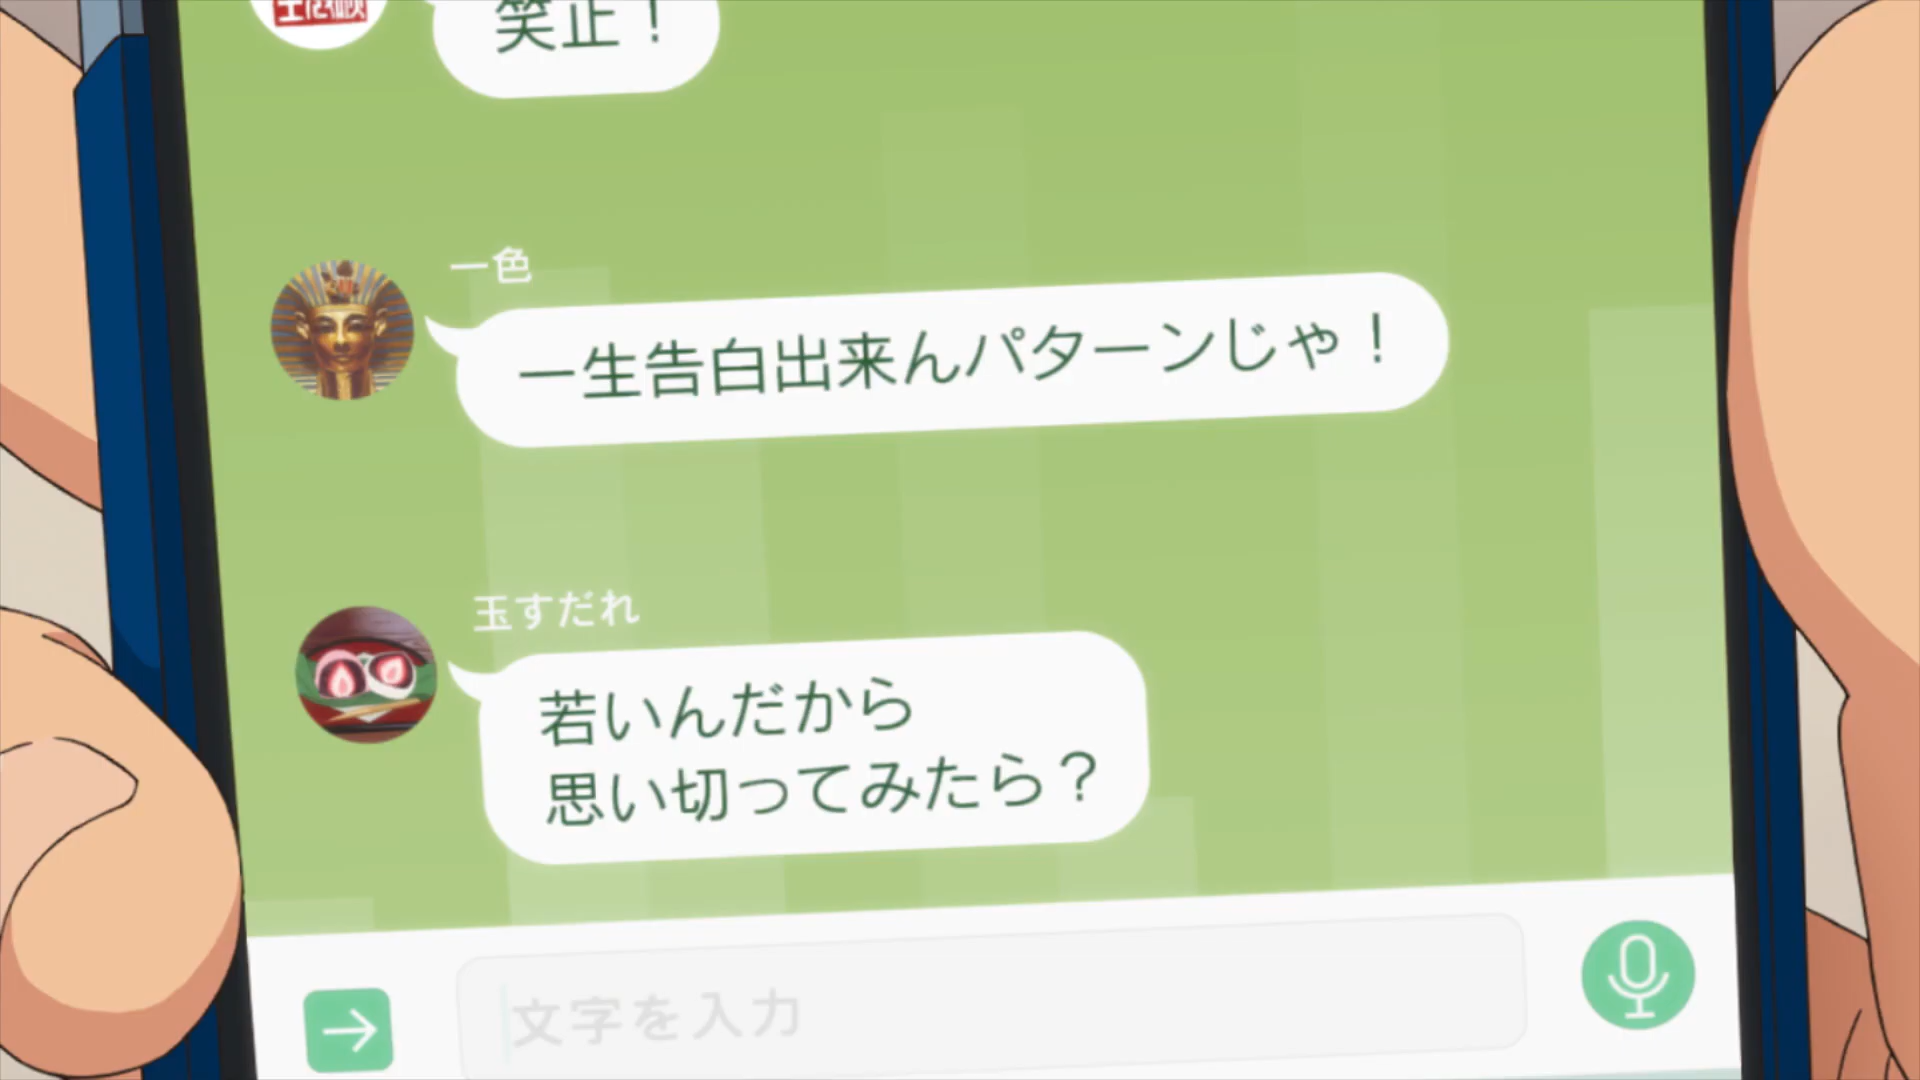 笑止！
一色
一生告白出来んパターンじゃ！
玉すだれ
若いんだから
思い切ってみたら？
文字を入力